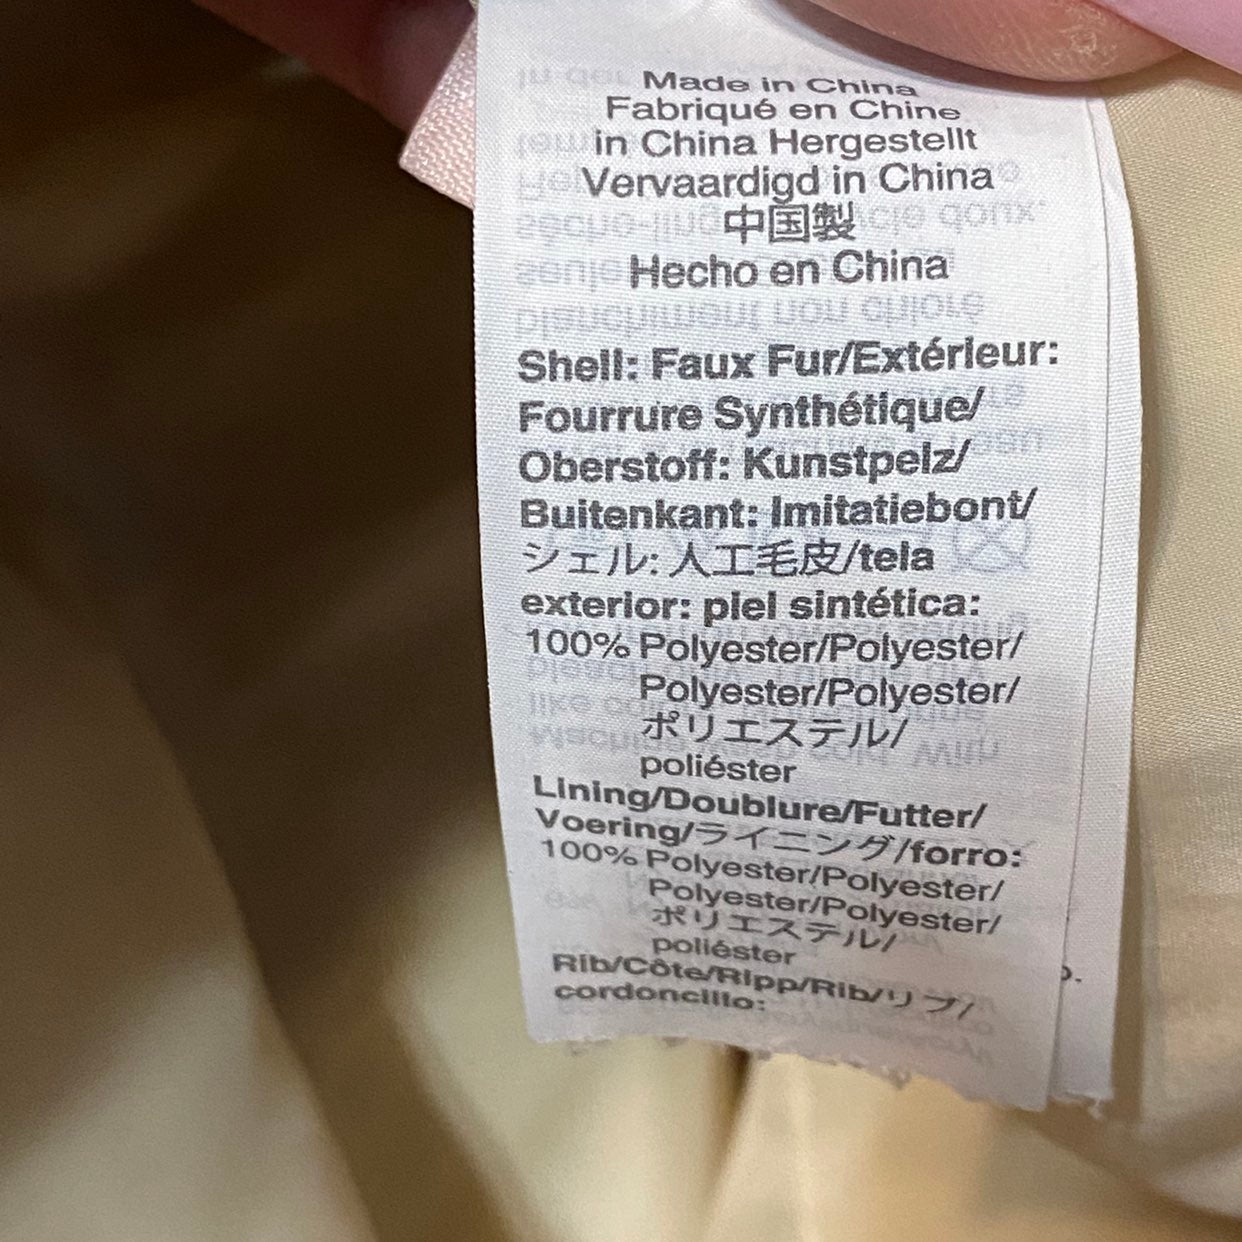 Made in China
Fabriqué en Chine
in China Hergestellt
Vervaardigd in China
中国製
Hecho en China
Shell: Faux Fur/Extérieur:
Fourrure Synthétique/
Oberstoff: Kunstpelz/
Buitenkant: Imitatiebont/
シェル: 人工毛皮/tela
exterior: piel sintética:
100% Polyester/Polyester/
Polyester/Polyester/
ポリエステル/
poliéster
Lining/Doublure/Futter/
Voering/ライニング/forro:
100% Polyester/Polyester/
Polyester/Polyester/
ポリエステル/
poliéster
Rib/Côte/Ripp/Rib/リブ/
cordoncillo: